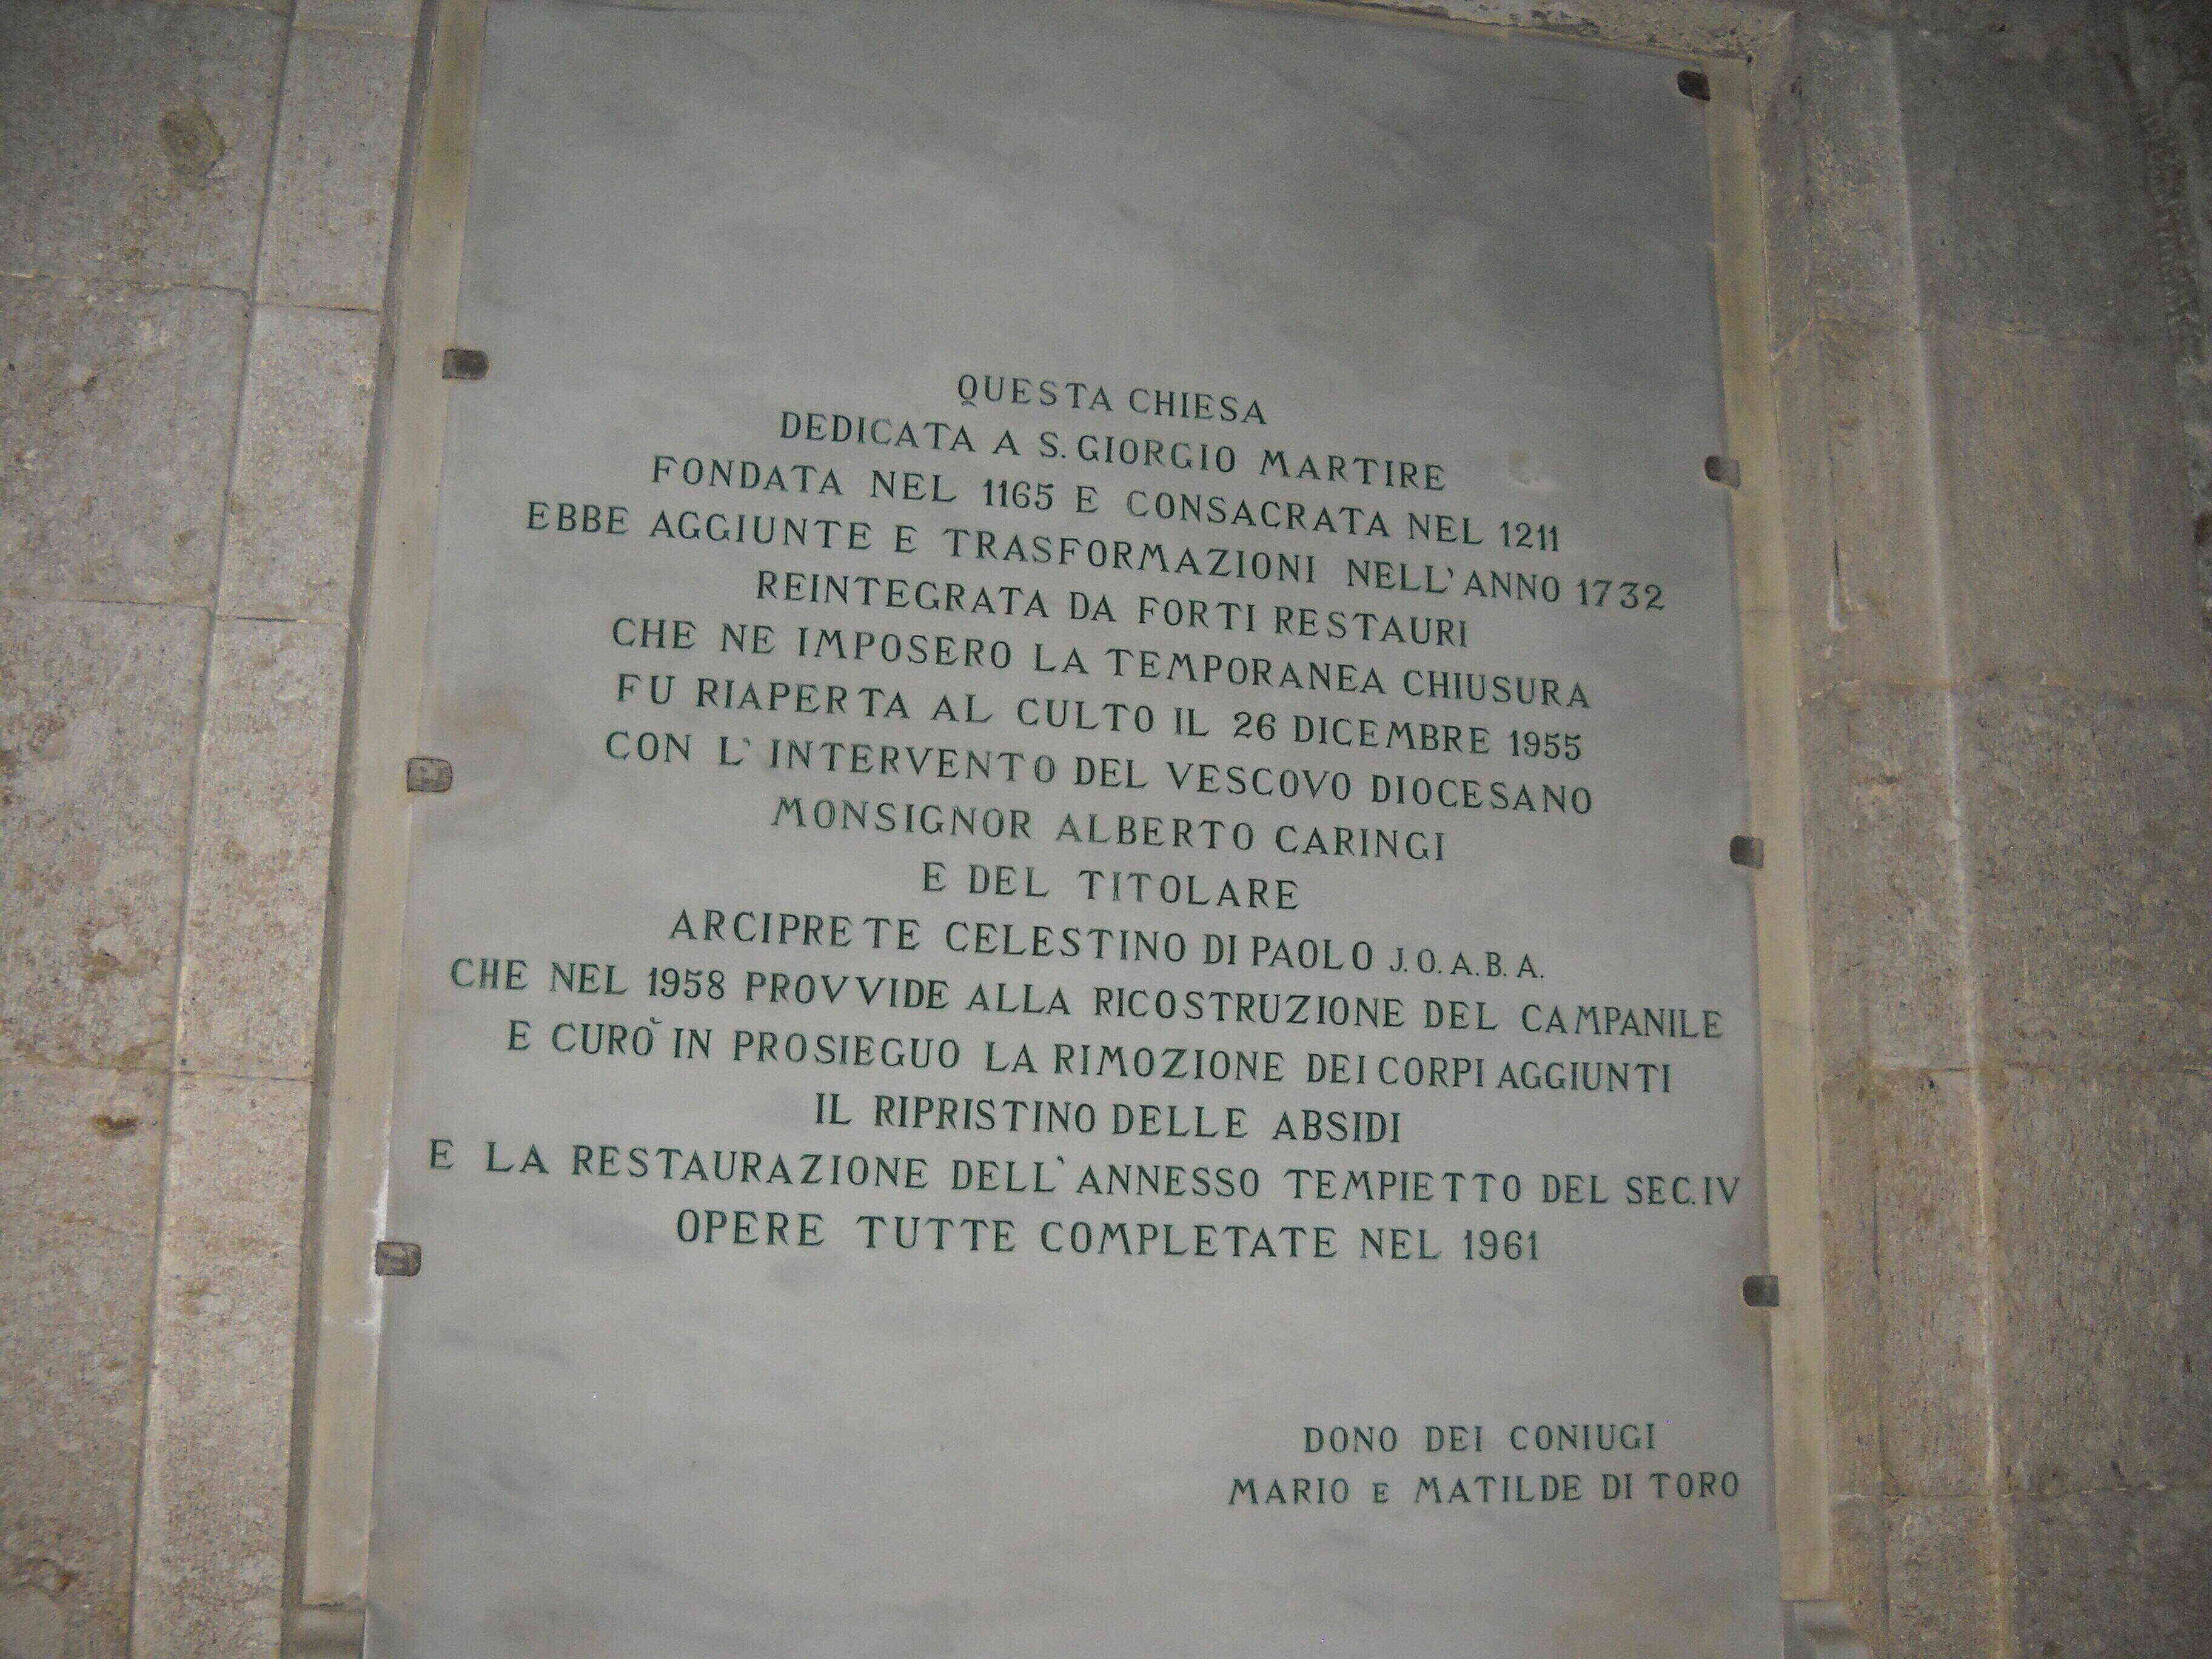 QUESTA CHIESA
DEDICATA A S. GIORGIO MARTIRE
FONDATA NEL 1165 E CONSACRATA NEL 1211
EBBE AGGIUNTE E TRASFORMAZIONI NELL'ANNO 1732
REINTEGRATA DA FORTI RESTAURI
CHE NE IMPOSERO LA TEMPORANEA CHIUSURA
FU RIAPERTA AL CULTO IL 26 DICEMBRE 1955
CON L'INTERVENTO DEL VESCOVO DIOCESANO
MONSIGNOR ALBERTO CARINGI
E DEL TITOLARE
ARCIPRETE CELESTINO DI PAOLO J.O.A.B.A.
CHE NEL 1958 PROVVIDE ALLA RICOSTRUZIONE DEL CAMPANILE
E CURÒ IN PROSIEGUO LA RIMOZIONE DEI CORPI AGGIUNTI
IL RIPRISTINO DELLE ABSIDI
E LA RESTAURAZIONE DELL'ANNESSO TEMPIETTO DEL SEC. IV
OPERE TUTTE COMPLETATE NEL 1961
DONO DEI CONIUGI
MARIO E MATILDE DI TORO